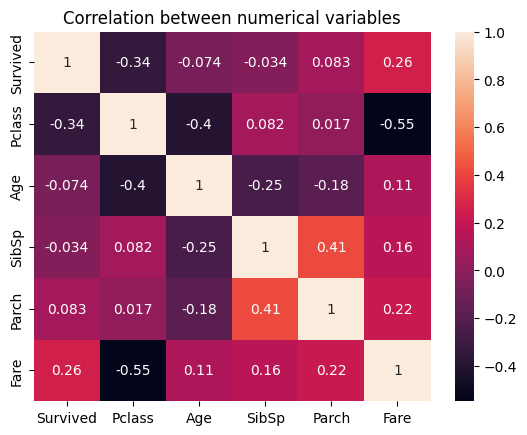 Correlation between numerical variables
Survived 1 -0.34 -0.074 -0.034 0.083 0.26
Pclass -0.34 1 -0.4 0.082 0.017 -0.55
Age -0.074 -0.4 1 -0.25 -0.18 0.11
SibSp -0.034 0.082 -0.25 1 0.41 0.16
Parch 0.083 0.017 -0.18 0.41 1 0.22
Fare 0.26 -0.55 0.11 0.16 0.22 1
Survived Pclass Age SibSp Parch Fare
1.0
0.8
0.6
0.4
0.2
0.0
−0.2
−0.4